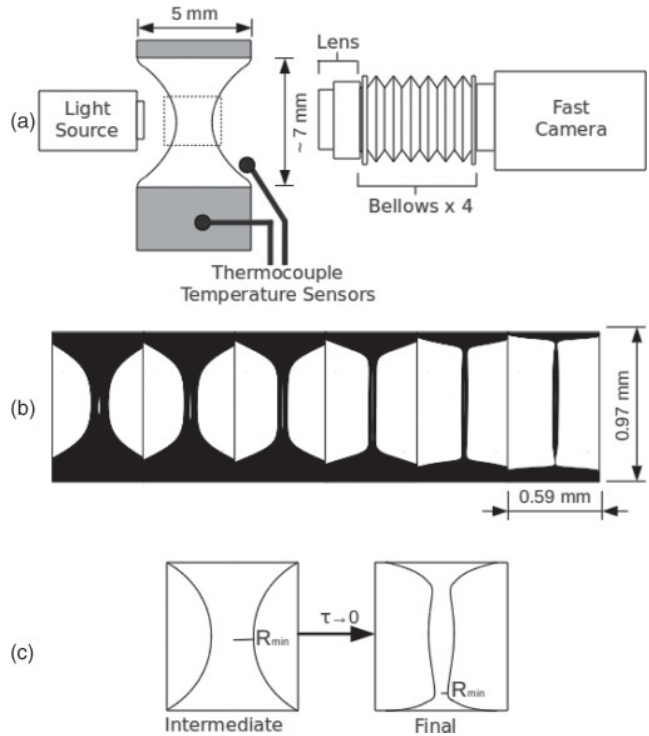 5 mm
Lens
(a)
Light
Source
~ 7 mm
Fast
Camera
Bellows x 4
Thermocouple
Temperature Sensors
(b)
0.97 mm
0.59 mm
(c)
Rmin
τ→0
Rmin
Intermediate
Final